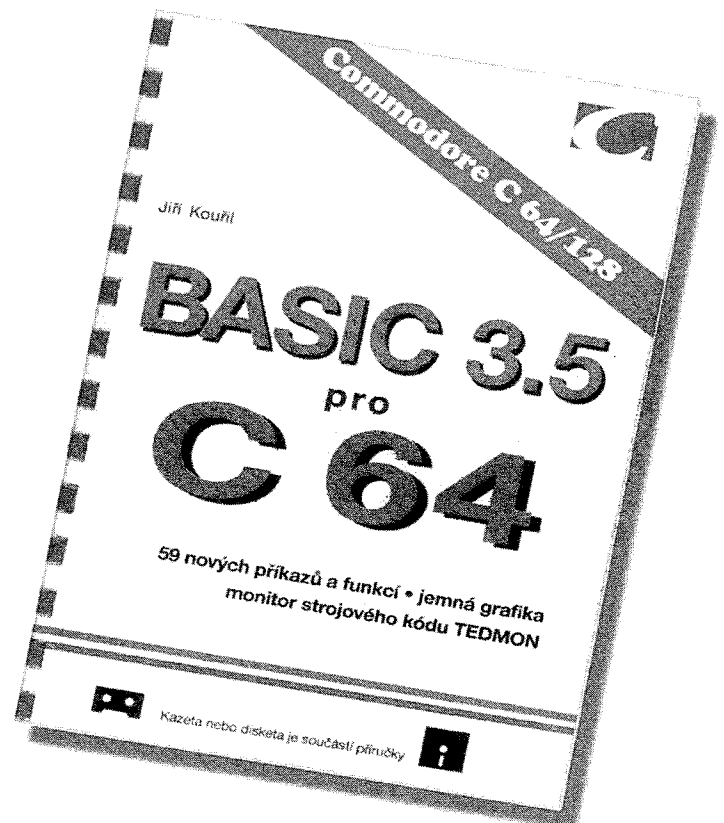 Commodore C 64/128
Jiří Kouřil
BASIC 3.5
pro
C 64
59 nových příkazů a funkcí • jemná grafika
monitor strojového kódu TEDMON
Kazeta nebo disketa je součástí příručky